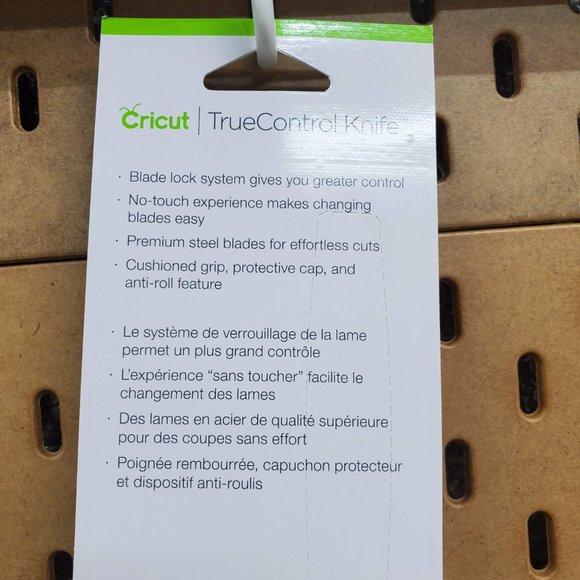 Cricut | TrueControl Knife™
· Blade lock system gives you greater control
· No-touch experience makes changing
blades easy
· Premium steel blades for effortless cuts
· Cushioned grip, protective cap, and
anti-roll feature
· Le système de verrouillage de la lame
permet un plus grand contrôle
· L'expérience "sans toucher" facilite le
changement des lames
· Des lames en acier de qualité supérieure
pour des coupes sans effort
· Poignée rembourrée, capuchon protecteur
et dispositif anti-roulis